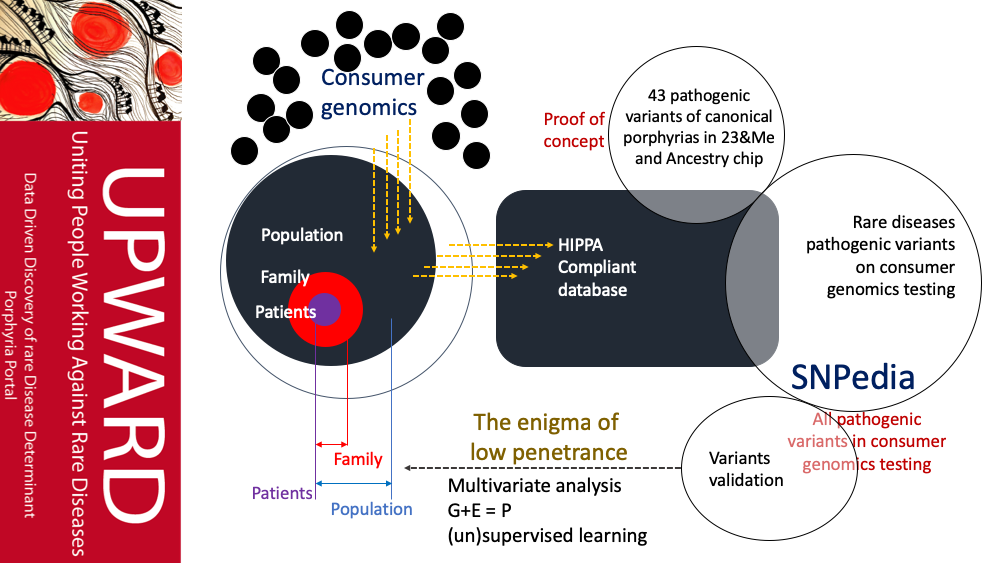 UPWARD
Uniting People Working Against Rare Diseases
Data Driven Discovery of rare Disease Determinant
Porphyria Portal
Consumer
genomics
Proof of
concept
43 pathogenic
variants of canonical
porphyrias in 23&Me
and Ancestry chip
Population
Family
Patients
HIPPA
Compliant
database
Rare diseases
pathogenic variants
on consumer
genomics testing
SNPedia
All pathogenic
variants in consumer
genomics testing
Variants
validation
The enigma of
low penetrance
Multivariate analysis
G+E = P
(un)supervised learning
Family
Patients
Population